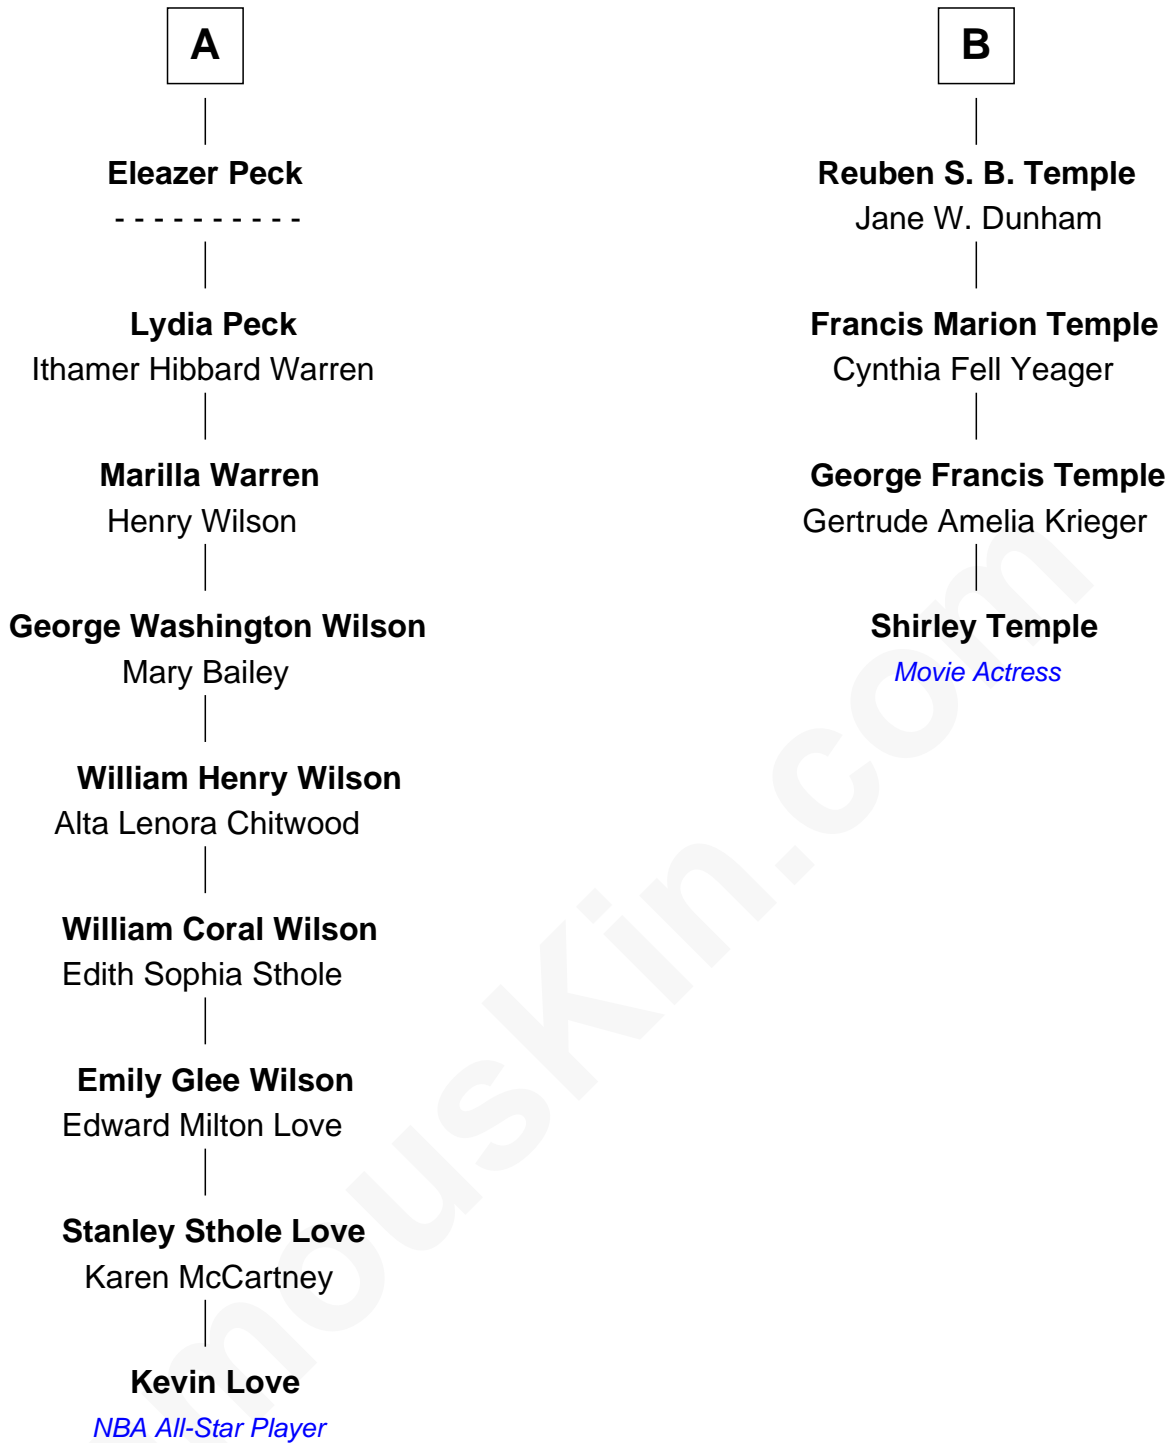 A
Eleazer Peck
- - - - - - - - - -
Lydia Peck
Ithamer Hibbard Warren
Marilla Warren
Henry Wilson
George Washington Wilson
Mary Bailey
William Henry Wilson
Alta Lenora Chitwood
William Coral Wilson
Edith Sophia Sthole
Emily Glee Wilson
Edward Milton Love
Stanley Sthole Love
Karen McCartney
Kevin Love
NBA All-Star Player
B
Reuben S. B. Temple
Jane W. Dunham
Francis Marion Temple
Cynthia Fell Yeager
George Francis Temple
Gertrude Amelia Krieger
Shirley Temple
Movie Actress
mousKin.com